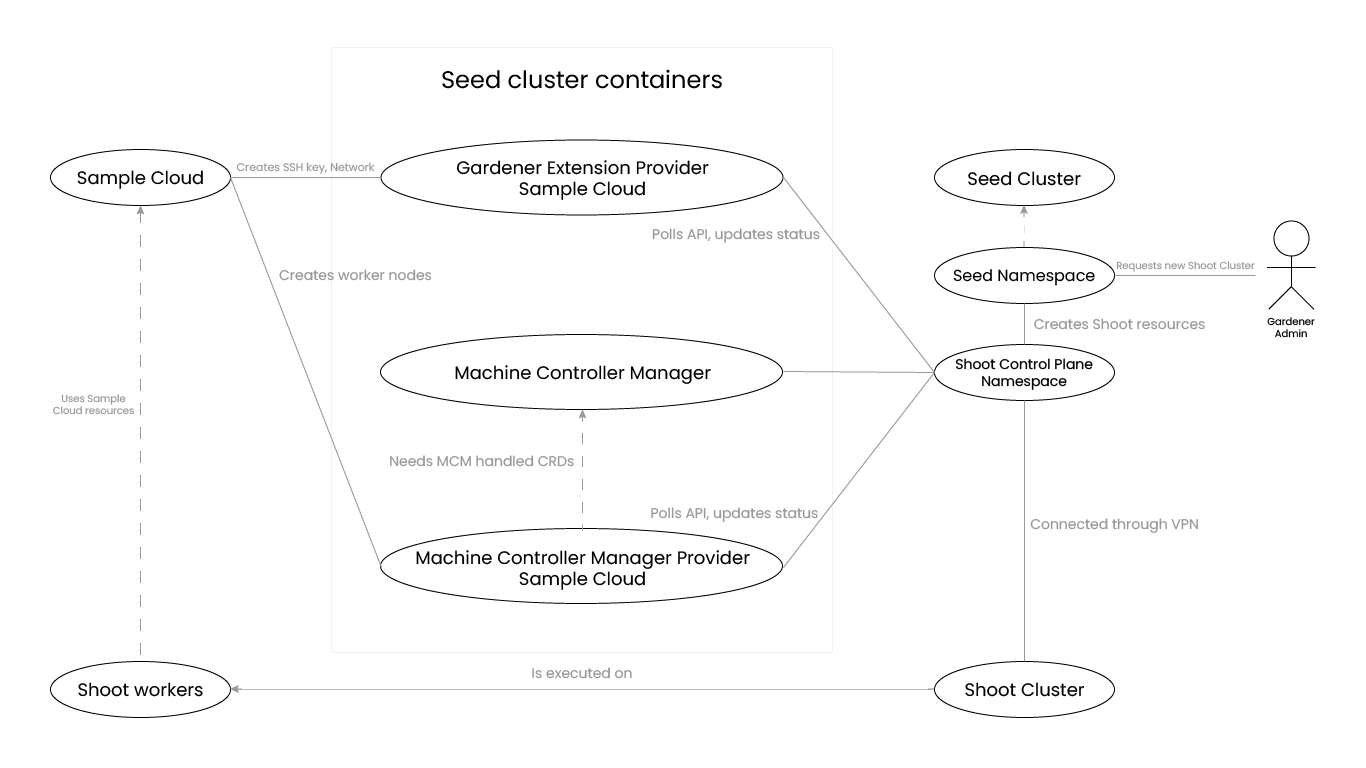 Seed cluster containers
Sample Cloud
Creates SSH key, Network
Gardener Extension Provider
Sample Cloud
Seed Cluster
Polls API, updates status
Creates worker nodes
Seed Namespace
Requests new Shoot Cluster
Gardener
Admin
Creates Shoot resources
Machine Controller Manager
Shoot Control Plane
Namespace
Uses Sample
Cloud resources
Needs MCM handled CRDs
Polls API, updates status
Connected through VPN
Machine Controller Manager Provider
Sample Cloud
Is executed on
Shoot workers
Shoot Cluster